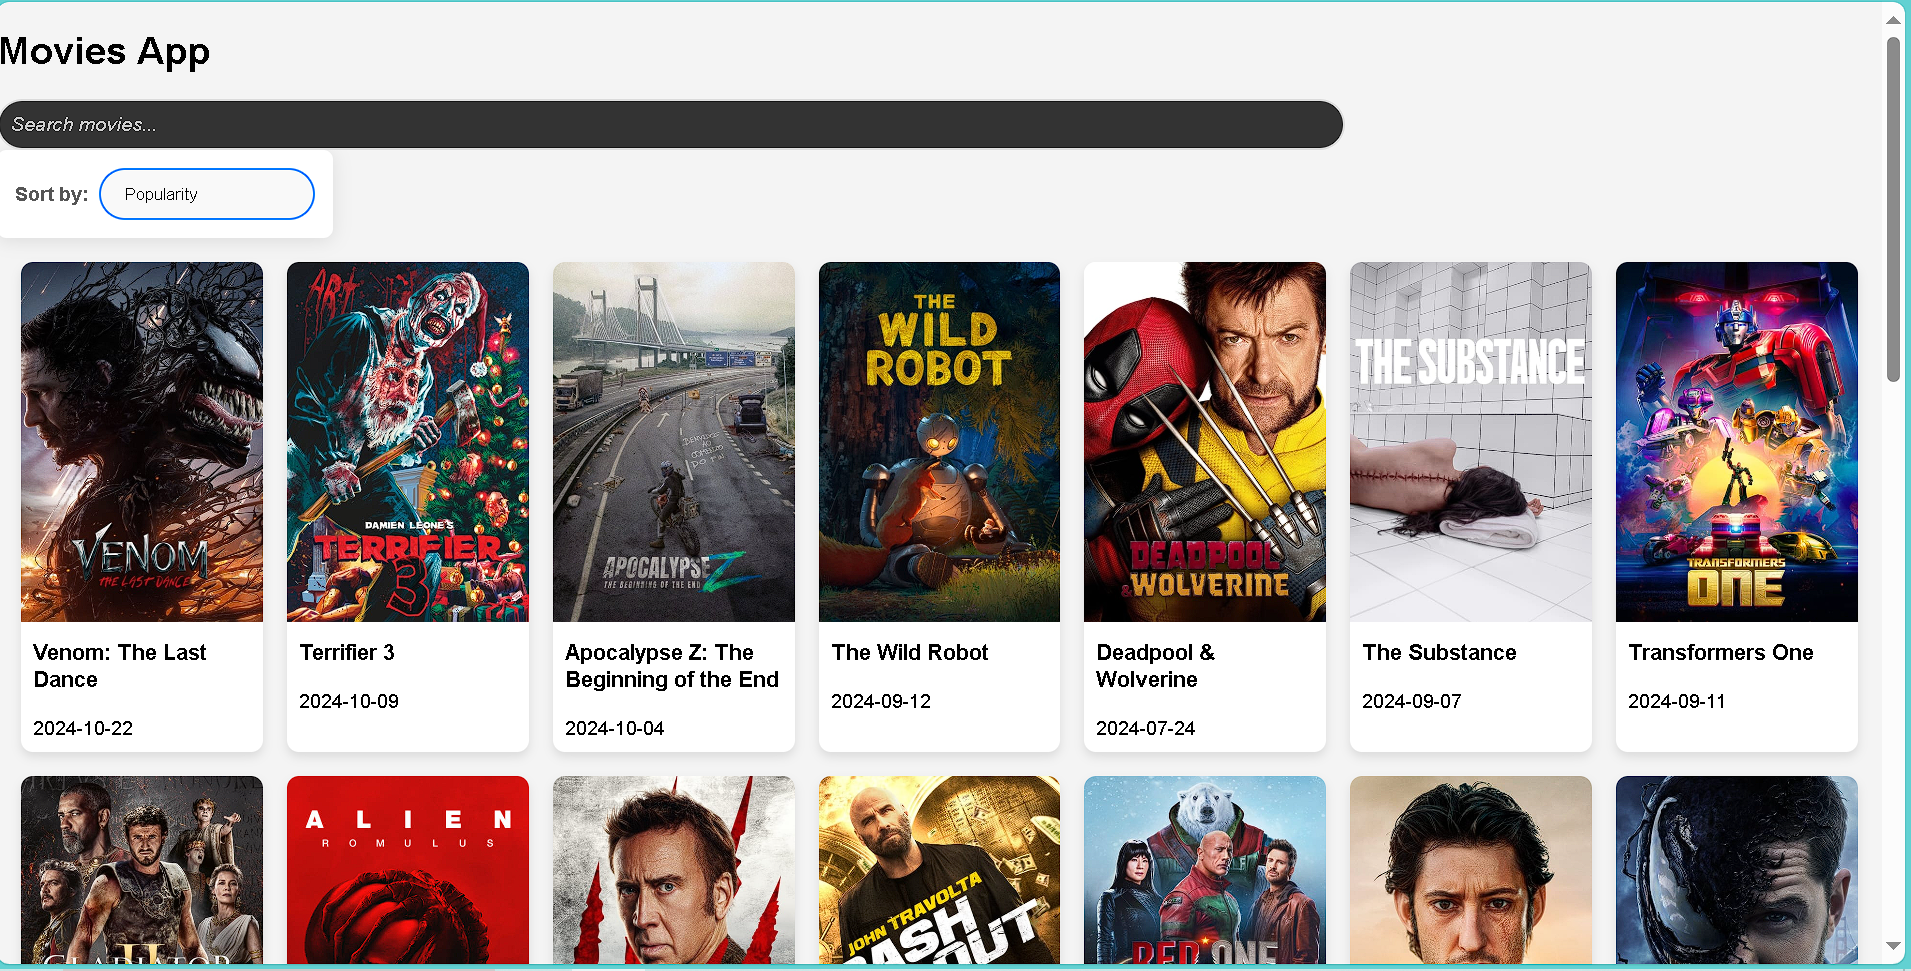 Movies App
Search movies...
Sort by: Popularity
VENOM
THE LAST DANCE
ART
DAMIEN LEONE'S
TERRIFIER
3
APOCALYPSE Z
THE BEGINNING OF THE END
THE
WILD
ROBOT
DEADPOOL
& WOLVERINE
THE SUBSTANCE
TRANSFORMERS
ONE
Venom: The Last
Dance
2024-10-22
Terrifier 3
2024-10-09
Apocalypse Z: The
Beginning of the End
2024-10-04
The Wild Robot
2024-09-12
Deadpool &
Wolverine
2024-07-24
The Substance
2024-09-07
Transformers One
2024-09-11
II
GLADIATOR
ALIEN
ROMULUS
JOHN TRAVOLTA
CASH
OUT
RED ONE